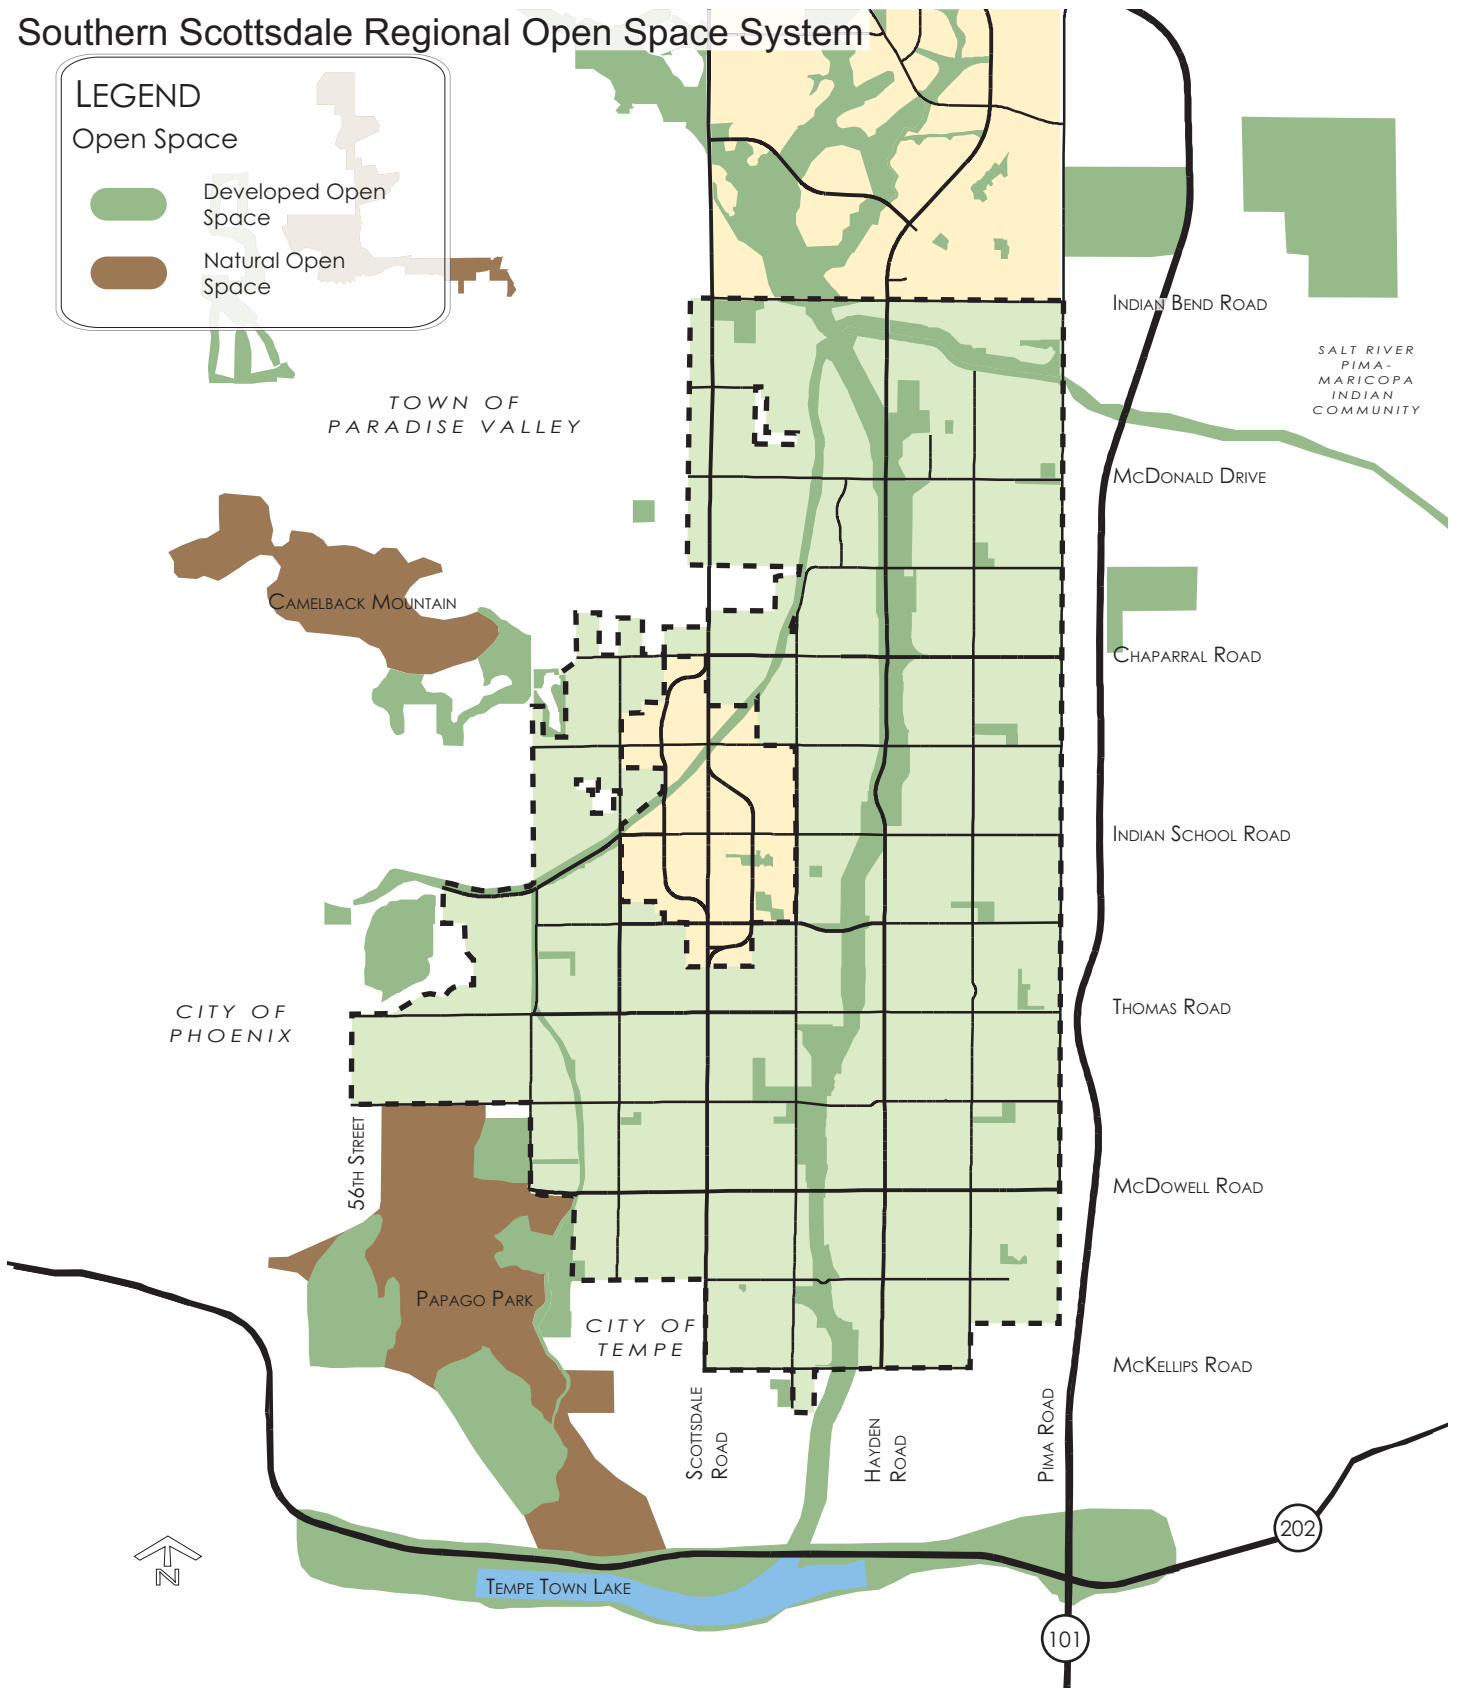 Southern Scottsdale Regional Open Space System
LEGEND
Open Space
Developed Open
Space
Natural Open
Space
INDIAN BEND ROAD
SALT RIVER
PIMA-
MARICOPA
INDIAN
COMMUNITY
TOWN OF
PARADISE VALLEY
MCDONALD DRIVE
CAMELBACK MOUNTAIN
CHAPARRAL ROAD
INDIAN SCHOOL ROAD
CITY OF
PHOENIX
THOMAS ROAD
56TH STREET
MCDOWELL ROAD
PAPAGO PARK
CITY OF
TEMPE
MCKELLIPS ROAD
SCOTTSDALE
ROAD
HAYDEN
ROAD
PIMA ROAD
202
N
TEMPE TOWN LAKE
101